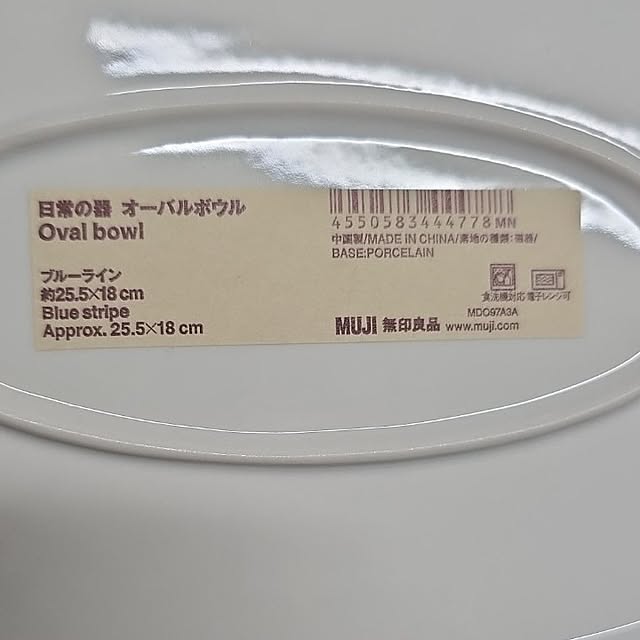 日常の器 オーバルボウル
Oval bowl
ブルーライン
約25.5×18cm
Blue stripe
Approx. 25.5×18 cm
4550583444778 MN
中国製/MADE IN CHINA/素地の種類:磁器/
BASE:PORCELAIN
食洗機対応 電子レンジ可
MDO97A3A
MUJI 無印良品 www.muji.com